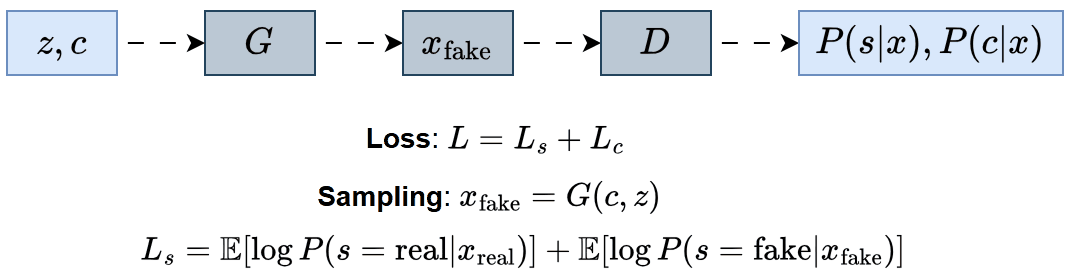 z, c
G
x_fake
D
P(s|x), P(c|x)
Loss: L = L_s + L_c
Sampling: x_fake = G(c, z)
L_s = 𝔼[log P(s = real|x_real)] + 𝔼[log P(s = fake|x_fake)]